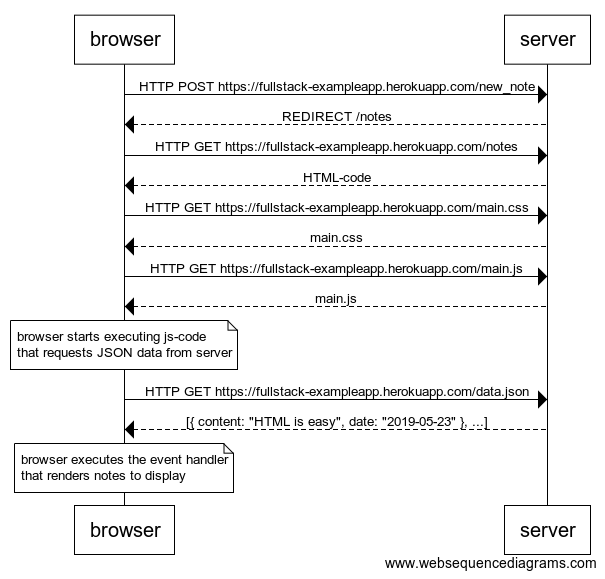 browser
server
HTTP POST https://fullstack-exampleapp.herokuapp.com/new_note
REDIRECT /notes
HTTP GET https://fullstack-exampleapp.herokuapp.com/notes
HTML-code
HTTP GET https://fullstack-exampleapp.herokuapp.com/main.css
main.css
HTTP GET https://fullstack-exampleapp.herokuapp.com/main.js
main.js
browser starts executing js-code
that requests JSON data from server
HTTP GET https://fullstack-exampleapp.herokuapp.com/data.json
[{ content: "HTML is easy", date: "2019-05-23" }, ...]
browser executes the event handler
that renders notes to display
browser
server
www.websequencediagrams.com